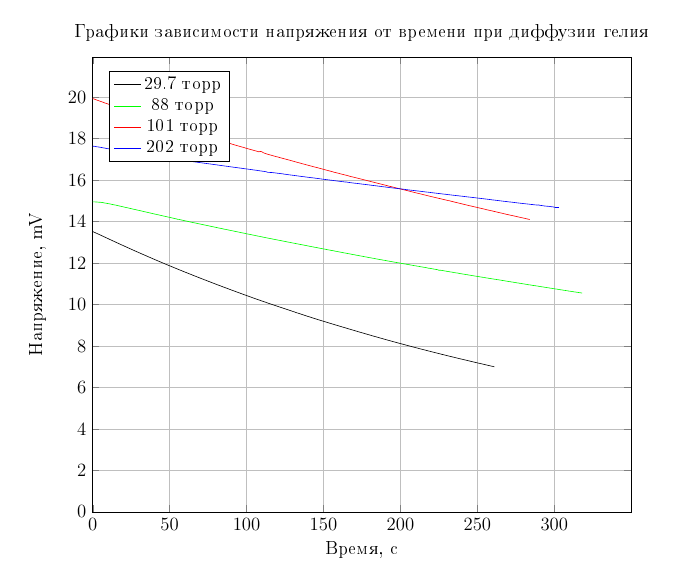 Графики зависимости напряжения от времени при диффузии гелия
29.7 торр
88 торр
101 торр
202 торр
20
18
16
14
12
10
8
6
4
2
0
Напряжение, mV
0 50 100 150 200 250 300
Время, с